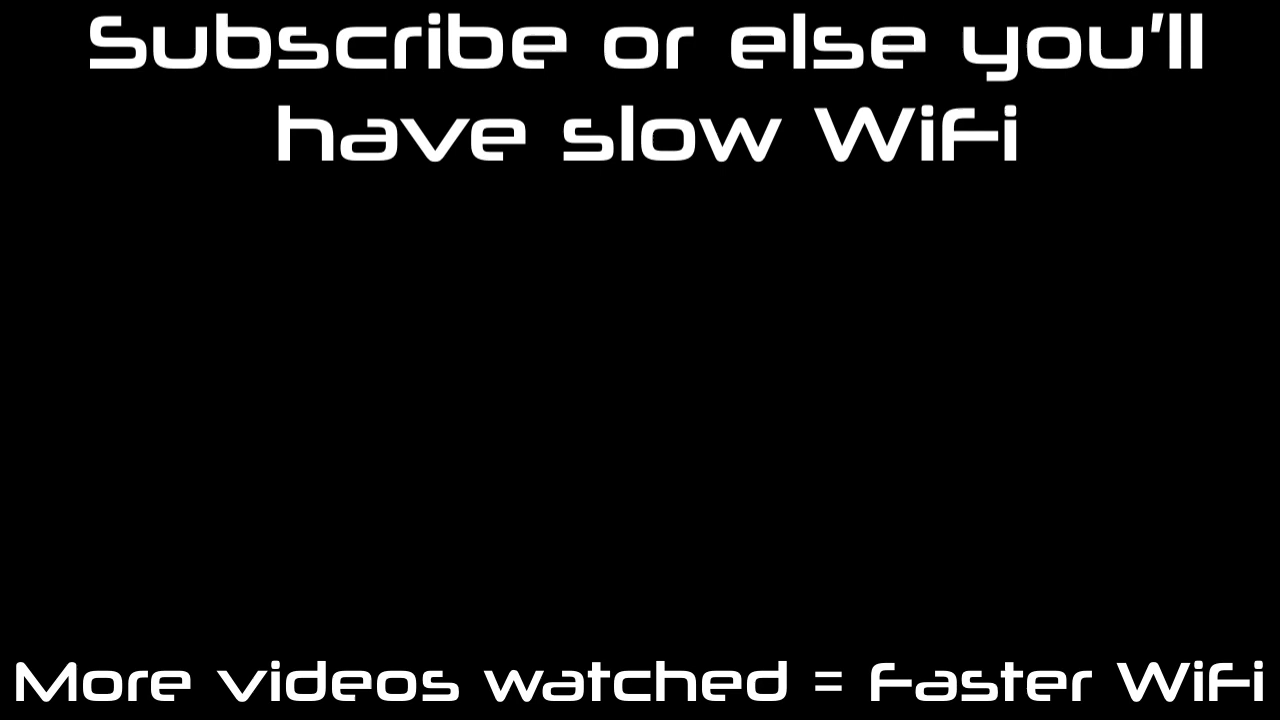 Subscribe or else you'll
have slow WiFi
More videos watched = Faster WiFi